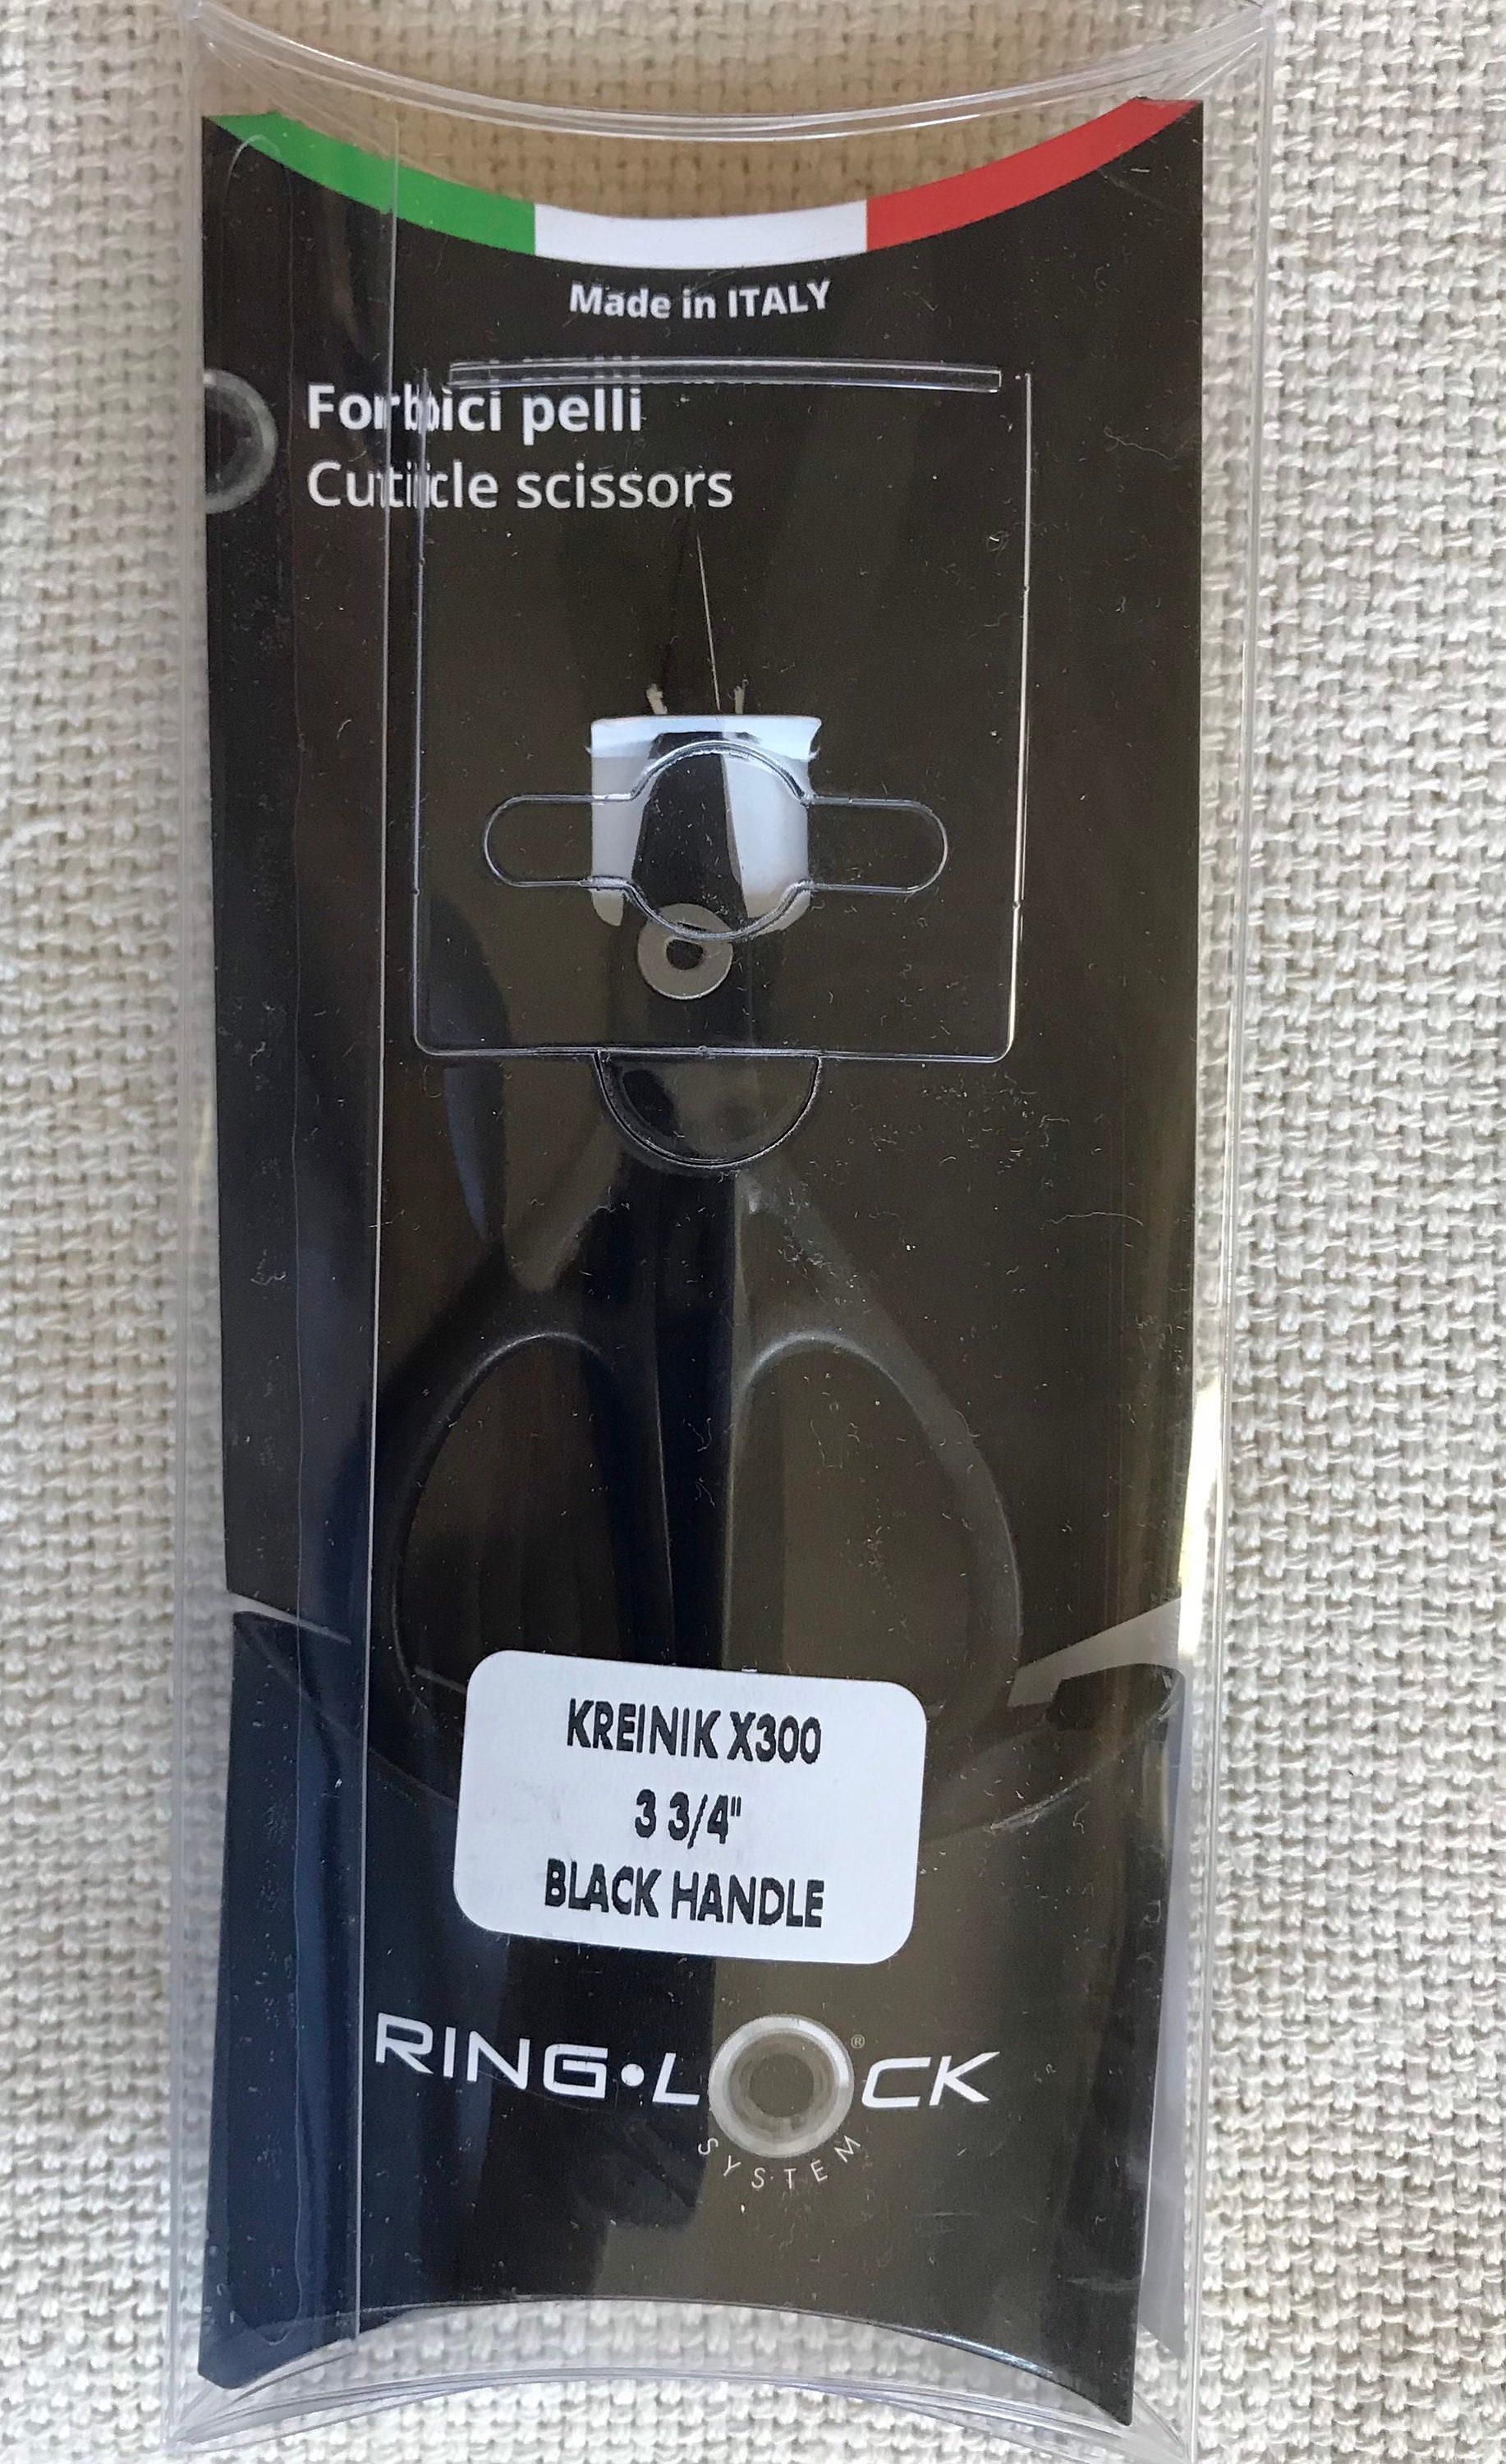 Made in ITALY
Forbici pelli
Cuticle scissors
KREINIK X300
3 3/4"
BLACK HANDLE
RING•LOCK®
SYSTEM